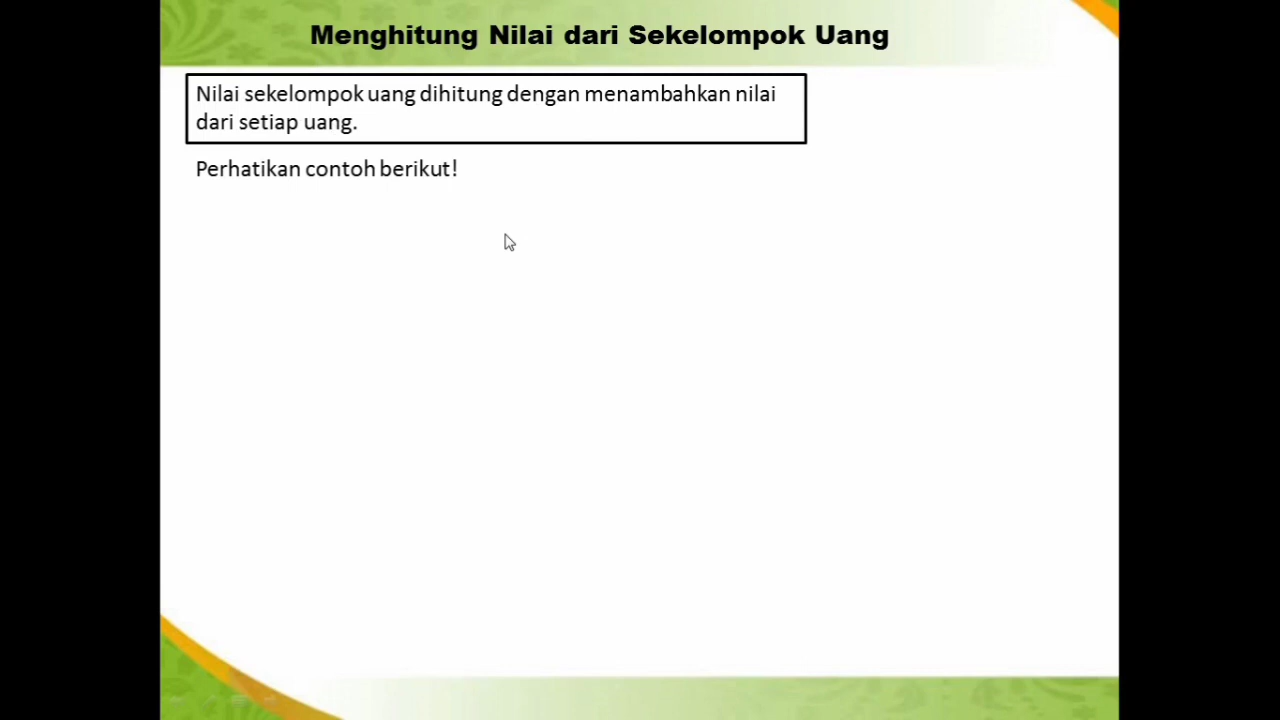 Menghitung Nilai dari Sekelompok Uang
Nilai sekelompok uang dihitung dengan menambahkan nilai
dari setiap uang.
Perhatikan contoh berikut!